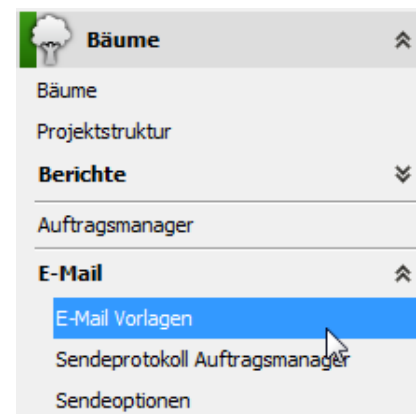 Bäume
Bäume
Projektstruktur
Berichte
Auftragsmanager
E-Mail
E-Mail Vorlagen
Sendeprotokoll Auftragsmanager
Sendeoptionen